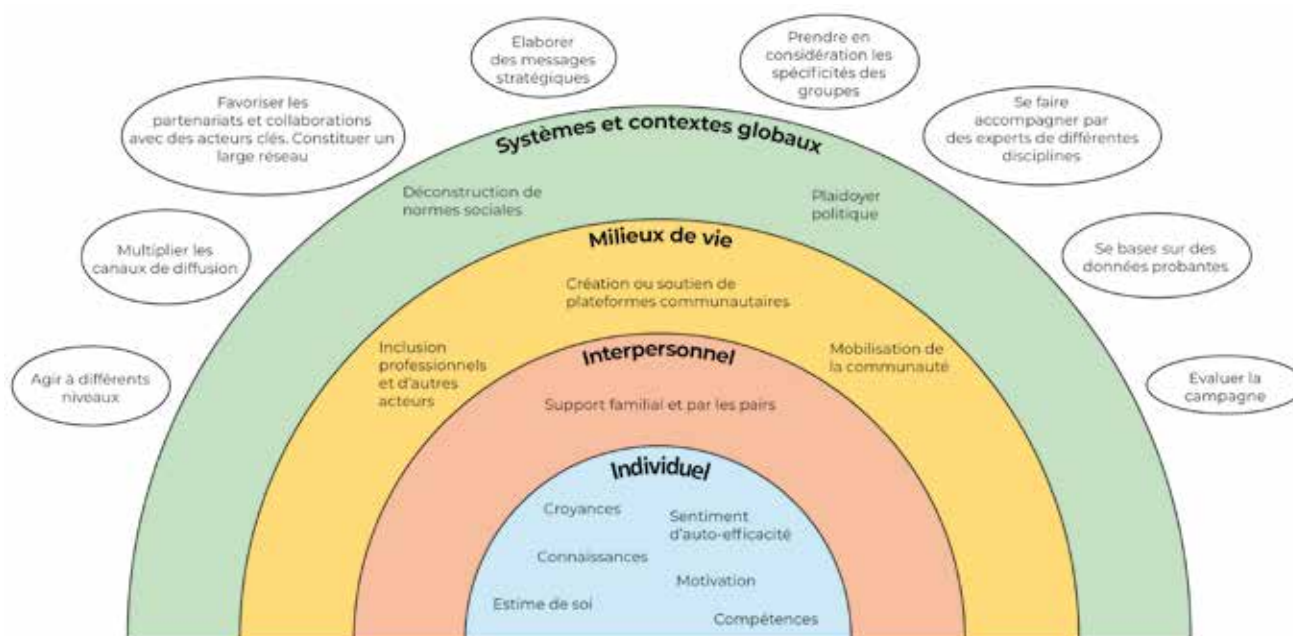 Elaborer
des messages
stratégiques
Prendre en
considération les
spécificités des
groupes
Favoriser les
partenariats et collaborations
avec des acteurs clés. Constituer un
large réseau
Se faire
accompagner par
des experts de différentes
disciplines
Systèmes et contextes globaux
Déconstruction de
normes sociales
Plaidoyer
politique
Multiplier les
canaux de diffusion
Se baser sur des
données probantes
Milieux de vie
Création ou soutien de
plateformes communautaires
Inclusion
professionnels
et d'autres
acteurs
Mobilisation de
la communauté
Agir à différents
niveaux
Evaluer la
campagne
Interpersonnel
Support familial et par les pairs
Individuel
Croyances
Sentiment
d'auto-efficacité
Connaissances
Motivation
Estime de soi
Compétences